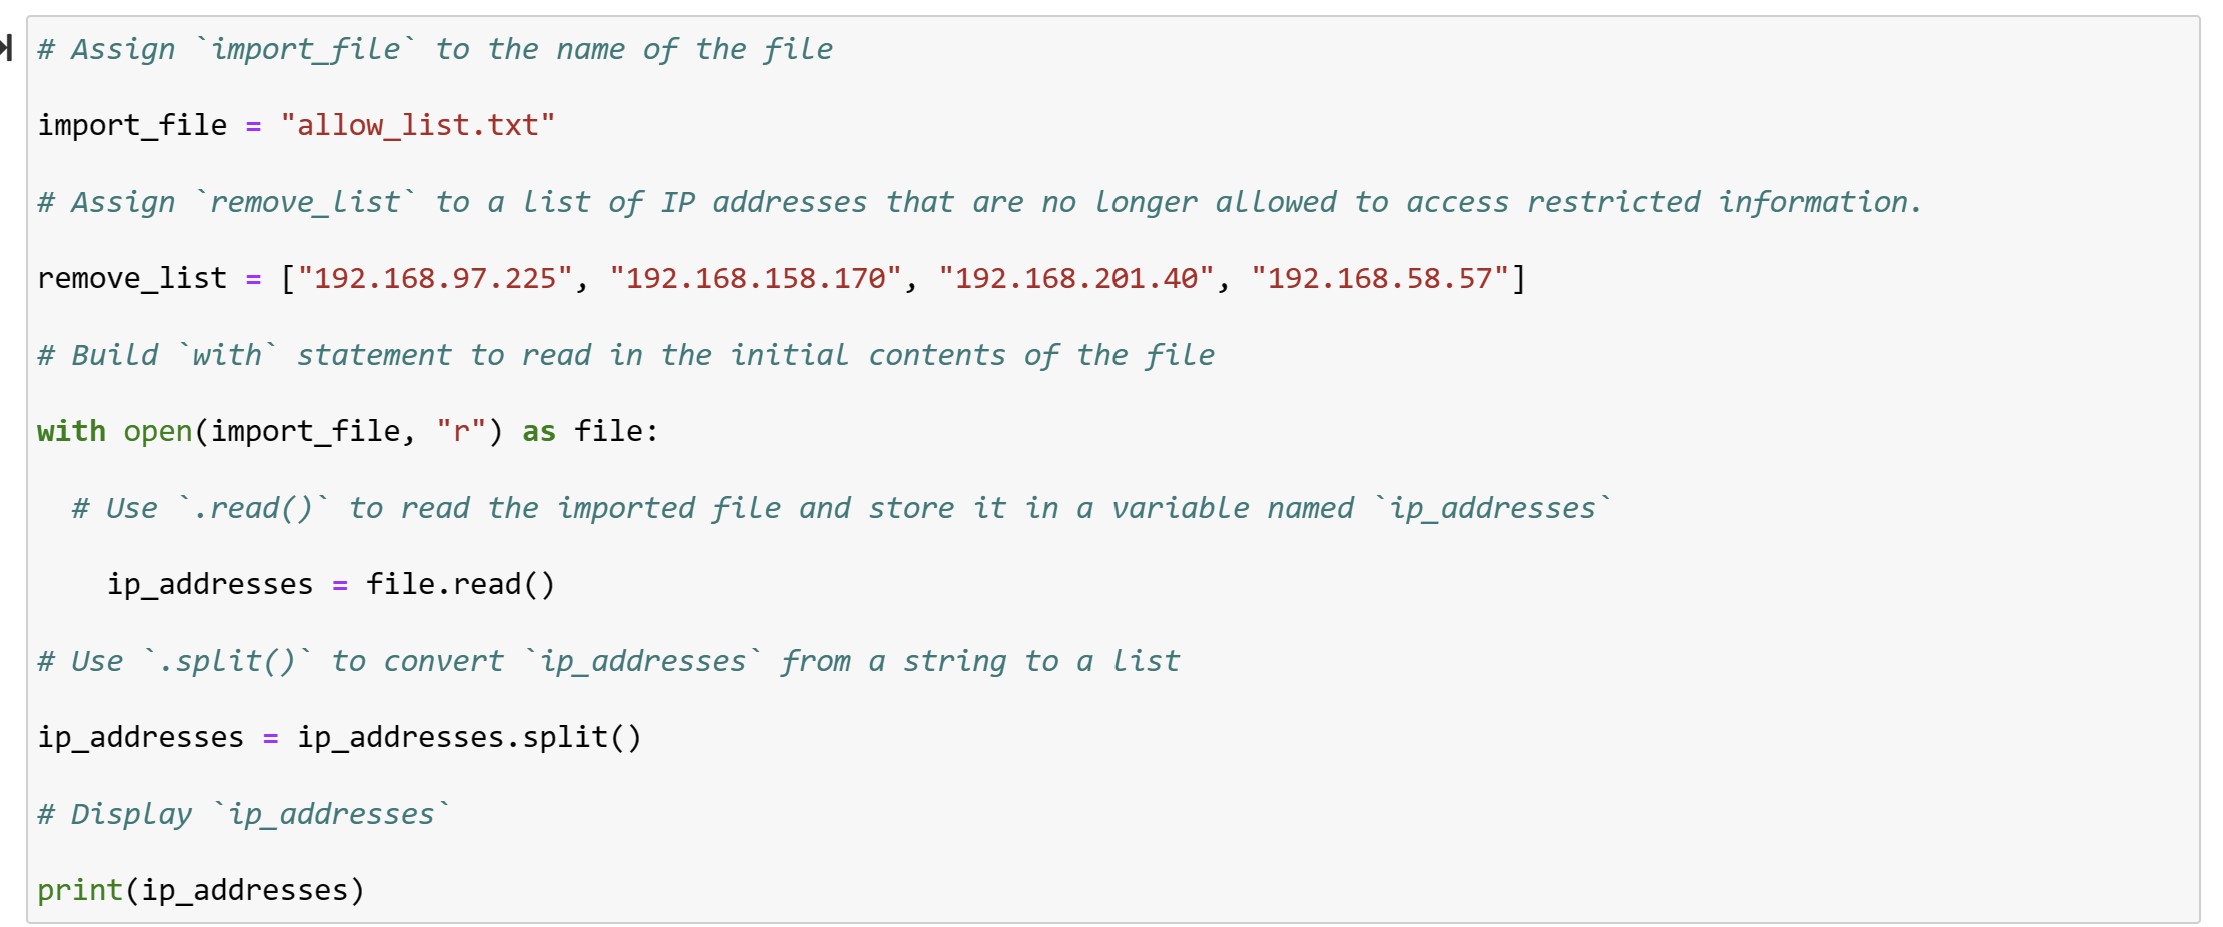 # Assign `import_file` to the name of the file
import_file = "allow_list.txt"
# Assign `remove_list` to a list of IP addresses that are no longer allowed to access restricted information.
remove_list = ["192.168.97.225", "192.168.158.170", "192.168.201.40", "192.168.58.57"]
# Build `with` statement to read in the initial contents of the file
with open(import_file, "r") as file:
  # Use `.read()` to read the imported file and store it in a variable named `ip_addresses`
    ip_addresses = file.read()
# Use `.split()` to convert `ip_addresses` from a string to a list
ip_addresses = ip_addresses.split()
# Display `ip_addresses`
print(ip_addresses)